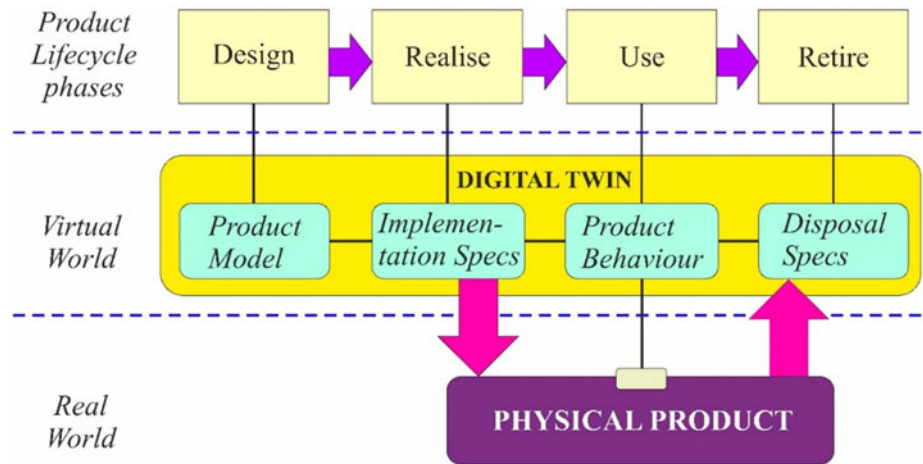 Product
Lifecycle
phases
Design
Realise
Use
Retire
DIGITAL TWIN
Virtual
World
Product
Model
Implemen-
tation Specs
Product
Behaviour
Disposal
Specs
Real
World
PHYSICAL PRODUCT